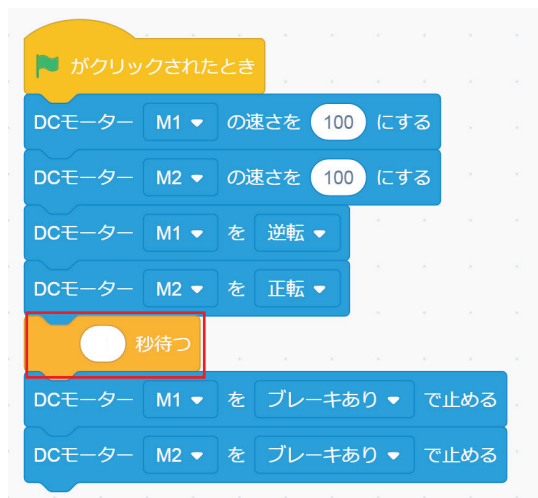 がクリックされたとき
DCモーター M1 の速さを 100 にする
DCモーター M2 の速さを 100 にする
DCモーター M1 を 逆転
DCモーター M2 を 正転
秒待つ
DCモーター M1 を ブレーキあり で止める
DCモーター M2 を ブレーキあり で止める